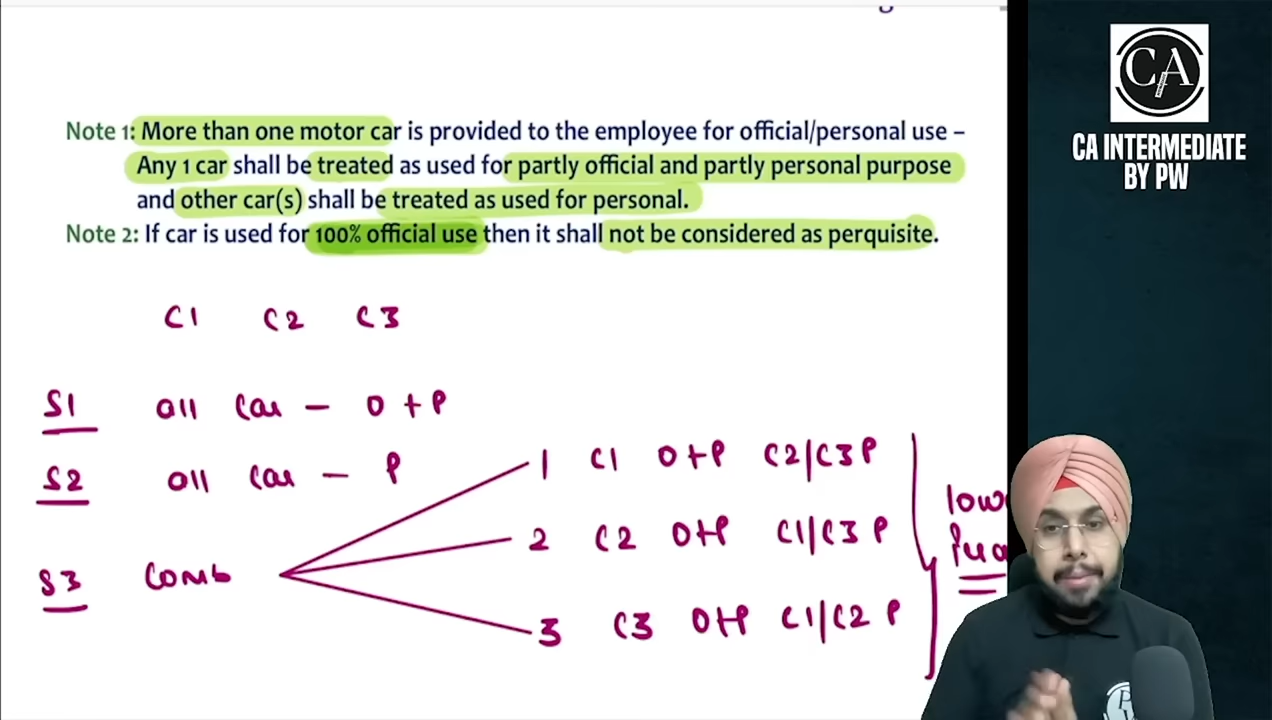 Note 1: More than one motor car is provided to the employee for official/personal use –
Any 1 car shall be treated as used for partly official and partly personal purpose
and other car(s) shall be treated as used for personal.
Note 2: If car is used for 100% official use then it shall not be considered as perquisite.
C1 C2 C3
S1 all car – O + P
S2 all car – P
S3 Comb
1 C1 O+P C2/C3 P
2 C2 O+P C1/C3 P
3 C3 O+P C1/C2 P
CA
CA INTERMEDIATE
BY PW